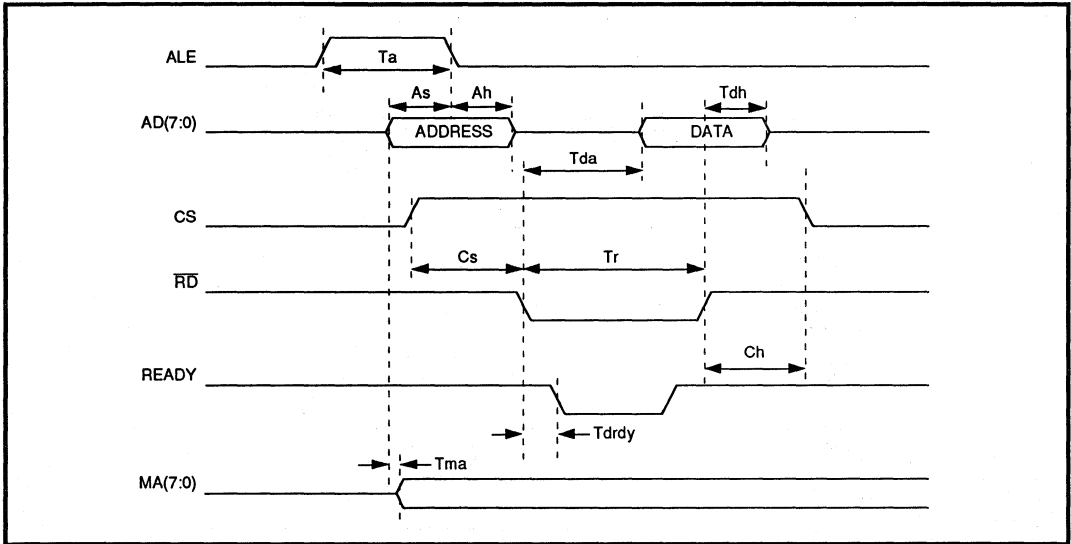 ALE
Ta
As Ah Tdh
AD(7:0) ADDRESS DATA
Tda
CS
Cs Tr
RD
Ch
READY
Tdrdy
Tma
MA(7:0)